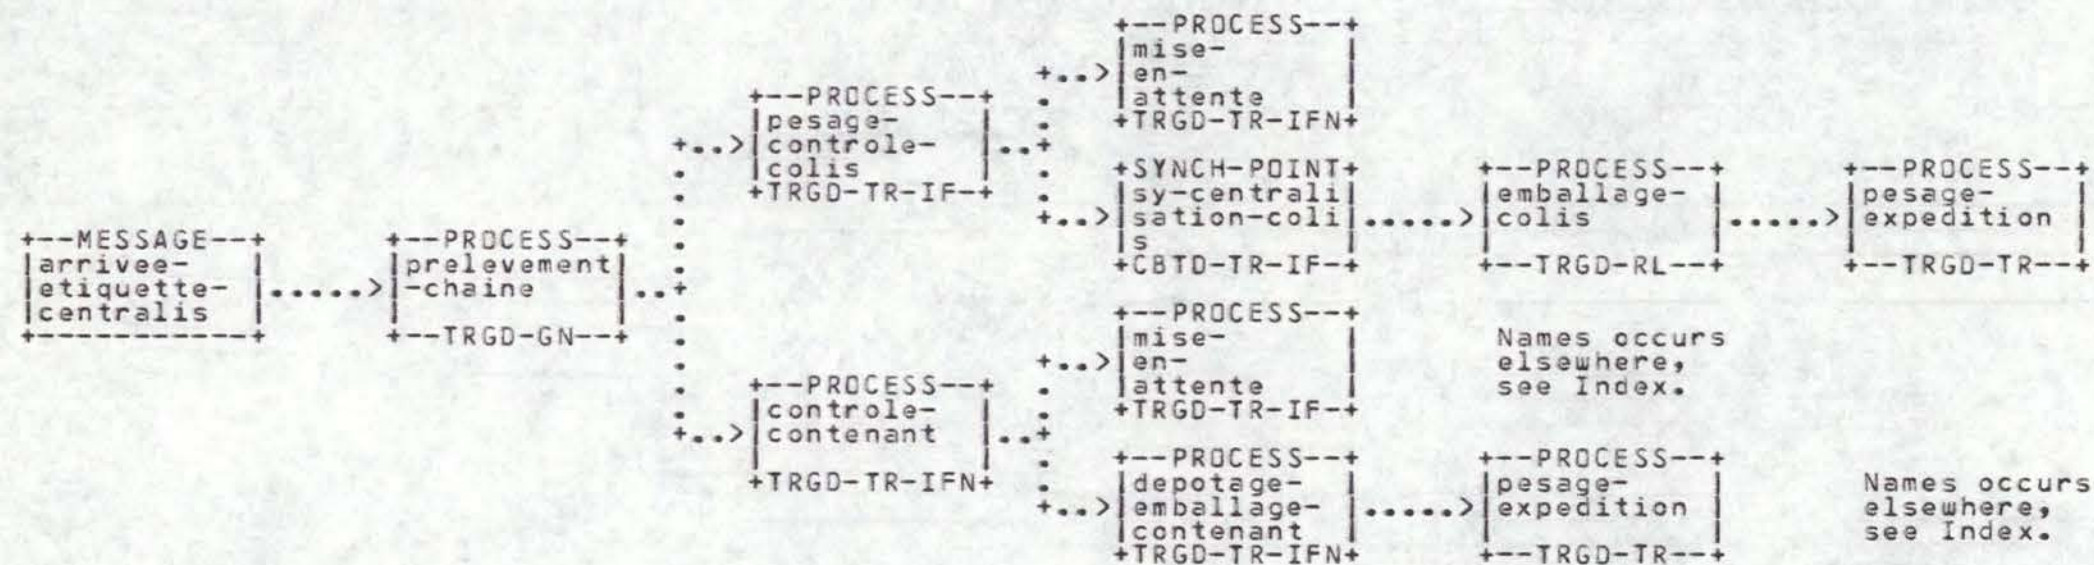 +--PROCESS--+
|mise-      |
+..>|en-        |
|attente    |
+TRGD-TR-IFN+
+--PROCESS--+
|pesage-    |
+..>|controle-  |..+
|colis      |
+TRGD-TR-IF-+
+SYNCH-POINT+
|sy-centrali|
+..>|sation-coli|.....>
|s          |
+CBTD-TR-IF-+
+--PROCESS--+
|emballage- |
|colis      |.....>
+--TRGD-RL--+
+--PROCESS--+
|pesage-    |
|expedition |
+--TRGD-TR--+
+--MESSAGE--+
|arrivee-   |
|etiquette- |.....>
|centralis  |
+-----------+
+--PROCESS--+
|prelevement|
|-chaine    |..+
+--TRGD-GN--+
+--PROCESS--+
|mise-      |
+..>|en-        |
|attente    |
+TRGD-TR-IF-+
Names occurs
elsewhere,
see Index.
+--PROCESS--+
|controle-  |
+..>|contenant  |..+
+TRGD-TR-IFN+
+--PROCESS--+
|depotage-  |
+..>|emballage- |.....>
|contenant  |
+TRGD-TR-IFN+
+--PROCESS--+
|pesage-    |
|expedition |
+--TRGD-TR--+
Names occurs
elsewhere,
see Index.